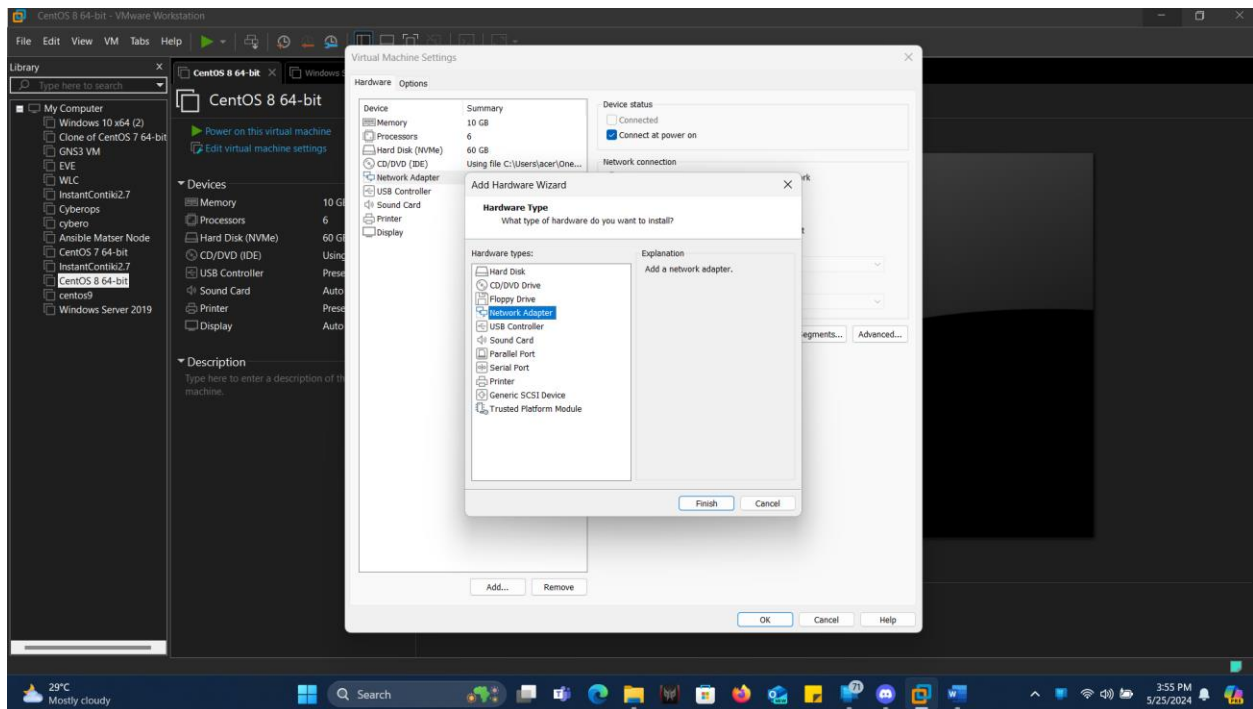 CentOS 8 64-bit - VMware Workstation
File Edit View VM Tabs Help
Library
Type here to search
My Computer
Windows 10 x64 (2)
Clone of CentOS 7 64-bit
GNS3 VM
EVE
WLC
InstantContiki2.7
Cyberops
cybero
Ansible Matser Node
CentOS 7 64-bit
InstantContiki2.7
CentOS 8 64-bit
centos9
Windows Server 2019
CentOS 8 64-bit
Windows
CentOS 8 64-bit
Power on this virtual machine
Edit virtual machine settings
Devices
Memory 10 GB
Processors 6
Hard Disk (NVMe) 60 GB
CD/DVD (IDE) Using
USB Controller Prese
Sound Card Auto
Printer Prese
Display Auto
Description
Type here to enter a description of th
machine.
Virtual Machine Settings
Hardware Options
Device Summary
Memory 10 GB
Processors 6
Hard Disk (NVMe) 60 GB
CD/DVD (IDE) Using file C:\Users\acer\One...
Network Adapter
USB Controller
Sound Card
Printer
Display
Add... Remove
Device status
Connected
Connect at power on
Network connection
rk
egments... Advanced...
OK Cancel Help
Add Hardware Wizard
Hardware Type
What type of hardware do you want to install?
Hardware types:
Hard Disk
CD/DVD Drive
Floppy Drive
Network Adapter
USB Controller
Sound Card
Parallel Port
Serial Port
Printer
Generic SCSI Device
Trusted Platform Module
Explanation
Add a network adapter.
Finish Cancel
29°C
Mostly cloudy
Search
71
3:55 PM
5/25/2024